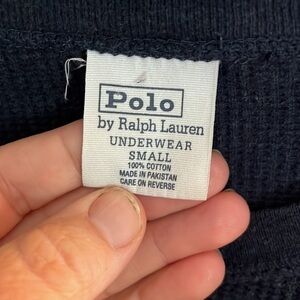 Polo
by Ralph Lauren
UNDERWEAR
SMALL
100% COTTON
MADE IN PAKISTAN
CARE ON REVERSE